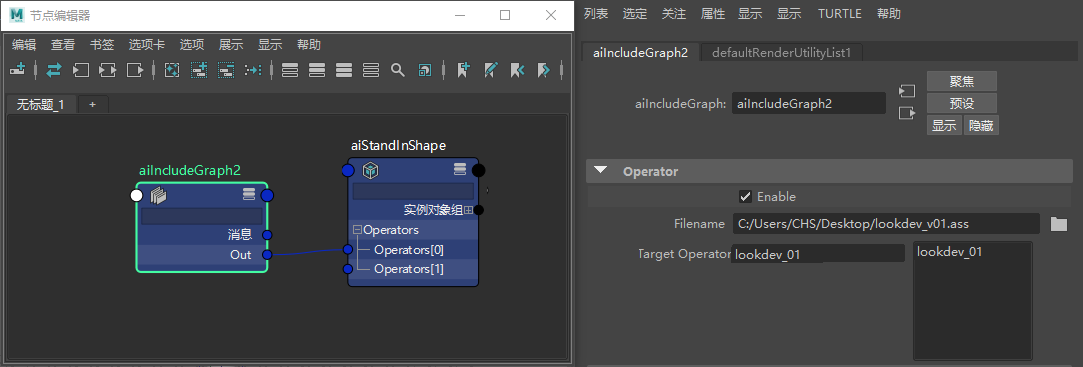 节点编辑器
编辑 查看 书签 选项卡 选项 展示 显示 帮助
无标题_1 +
aiIncludeGraph2
消息
Out
aiStandInShape
实例对象组
Operators
Operators[0]
Operators[1]
列表 选定 关注 属性 显示 显示 TURTLE 帮助
aiIncludeGraph2 defaultRenderUtilityList1
aiIncludeGraph: aiIncludeGraph2
聚焦
预设
显示 隐藏
Operator
Enable
Filename C:/Users/CHS/Desktop/lookdev_v01.ass
Target Operator lookdev_01 lookdev_01